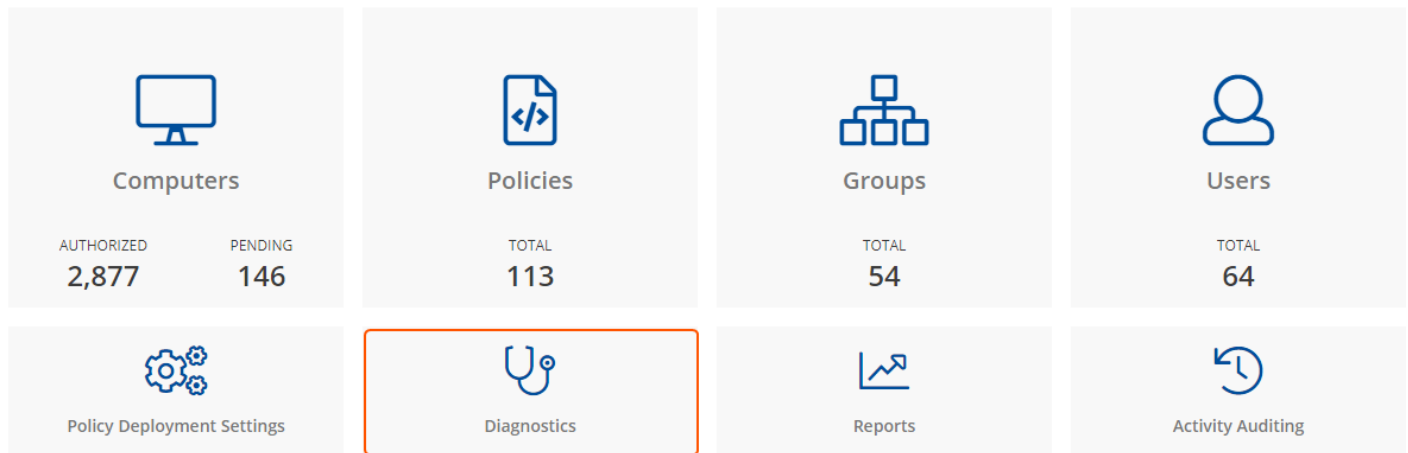 Computers
AUTHORIZED PENDING
2,877 146
Policies
TOTAL
113
Groups
TOTAL
54
Users
TOTAL
64
Policy Deployment Settings
Diagnostics
Reports
Activity Auditing